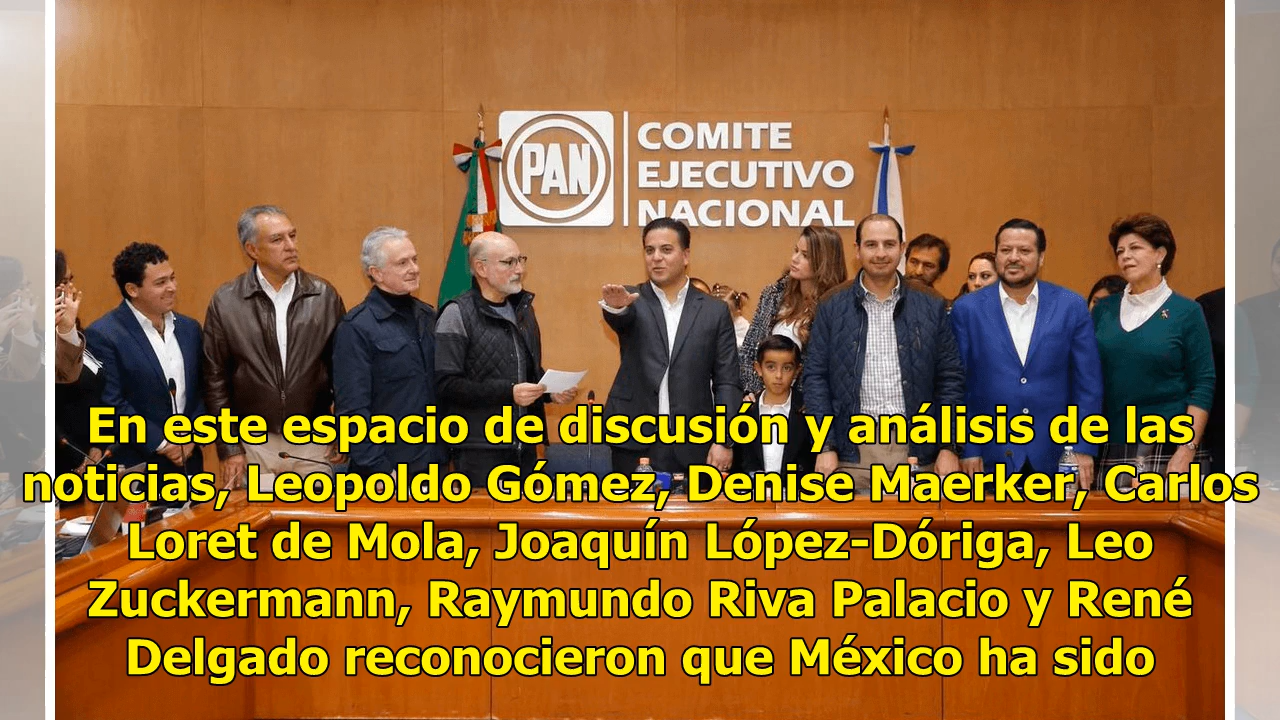 PAN
COMITE
EJECUTIVO
NACIONAL
En este espacio de discusión y análisis de las
noticias, Leopoldo Gómez, Denise Maerker, Carlos
Loret de Mola, Joaquín López-Dóriga, Leo
Zuckermann, Raymundo Riva Palacio y René
Delgado reconocieron que México ha sido